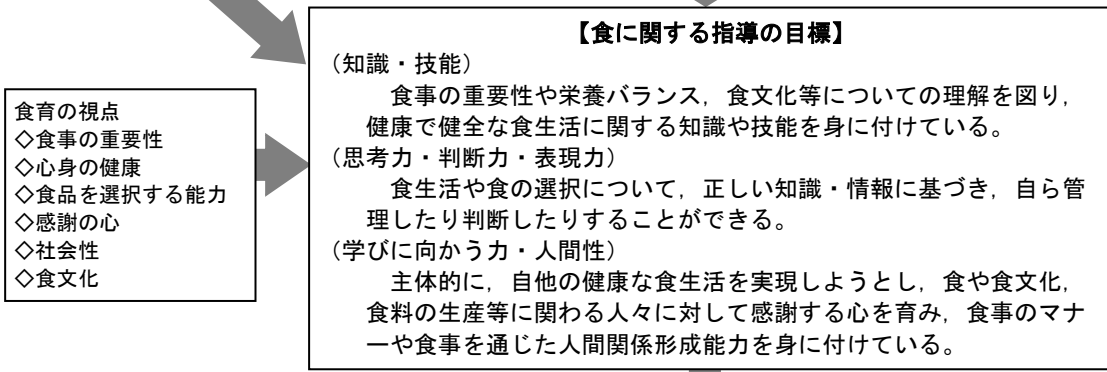 食育の視点
◇食事の重要性
◇心身の健康
◇食品を選択する能力
◇感謝の心
◇社会性
◇食文化
【食に関する指導の目標】
（知識・技能）
食事の重要性や栄養バランス，食文化等についての理解を図り，
健康で健全な食生活に関する知識や技能を身に付けている。
（思考力・判断力・表現力）
食生活や食の選択について，正しい知識・情報に基づき，自ら管
理したり判断したりすることができる。
（学びに向かう力・人間性）
主体的に，自他の健康な食生活を実現しようとし，食や食文化，
食料の生産等に関わる人々に対して感謝する心を育み，食事のマナ
ーや食事を通じた人間関係形成能力を身に付けている。